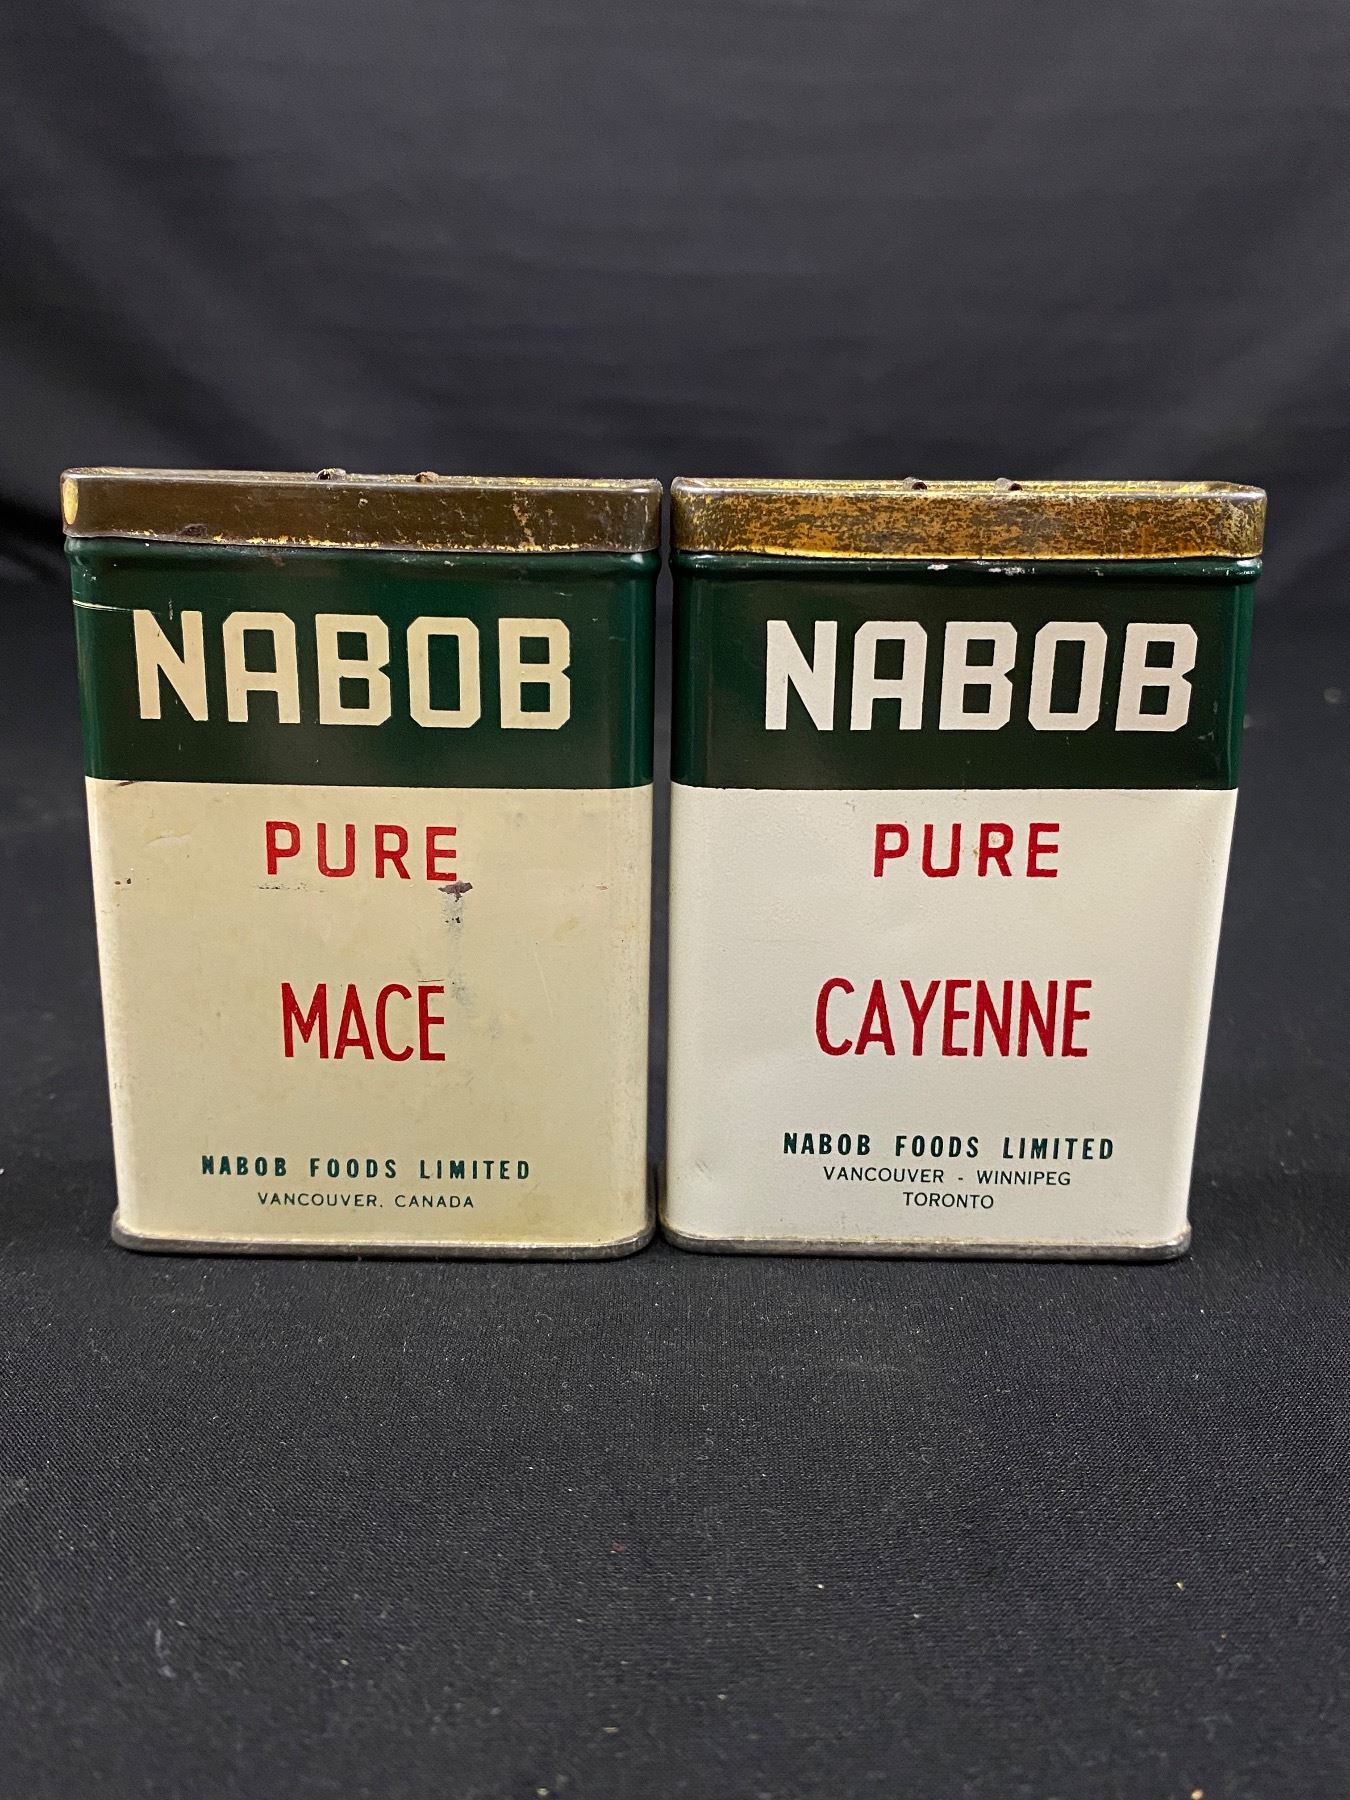 NABOB
PURE
MACE
NABOB FOODS LIMITED
VANCOUVER, CANADA
NABOB
PURE
CAYENNE
NABOB FOODS LIMITED
VANCOUVER - WINNIPEG
TORONTO